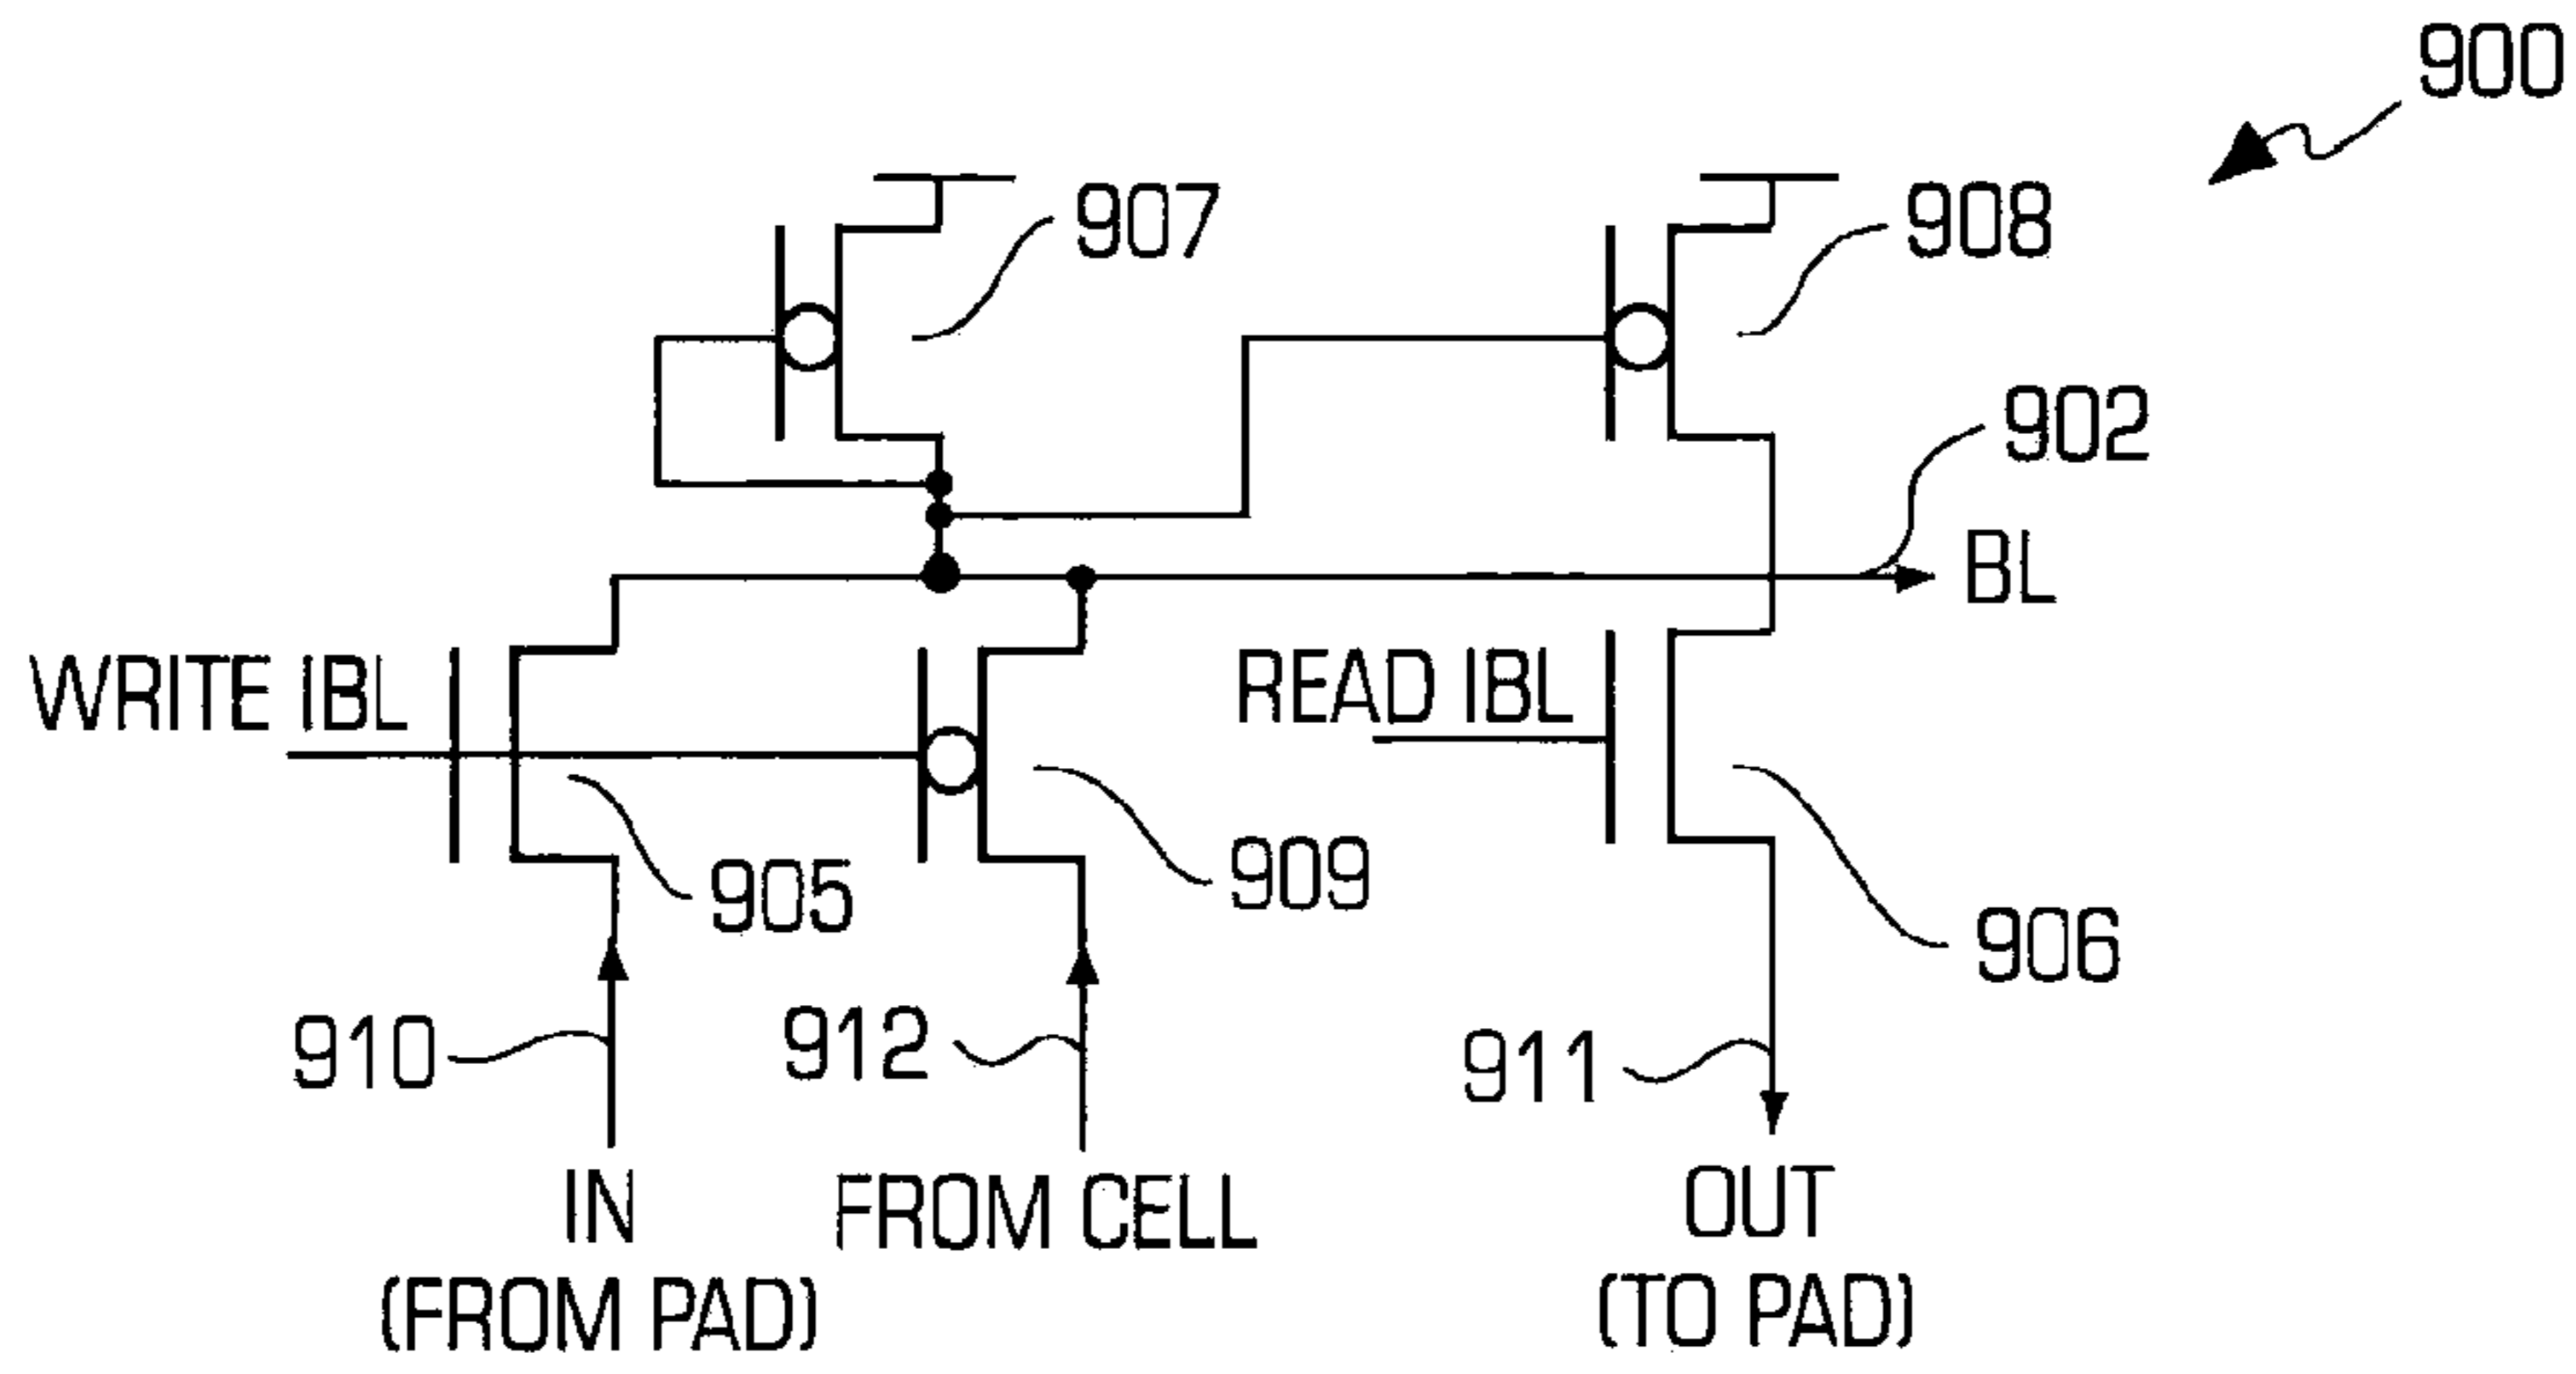 900
907
908
902
BL
WRITE IBL
READ IBL
905
909
906
910
912
911
IN
(FROM PAD)
FROM CELL
OUT
(TO PAD)